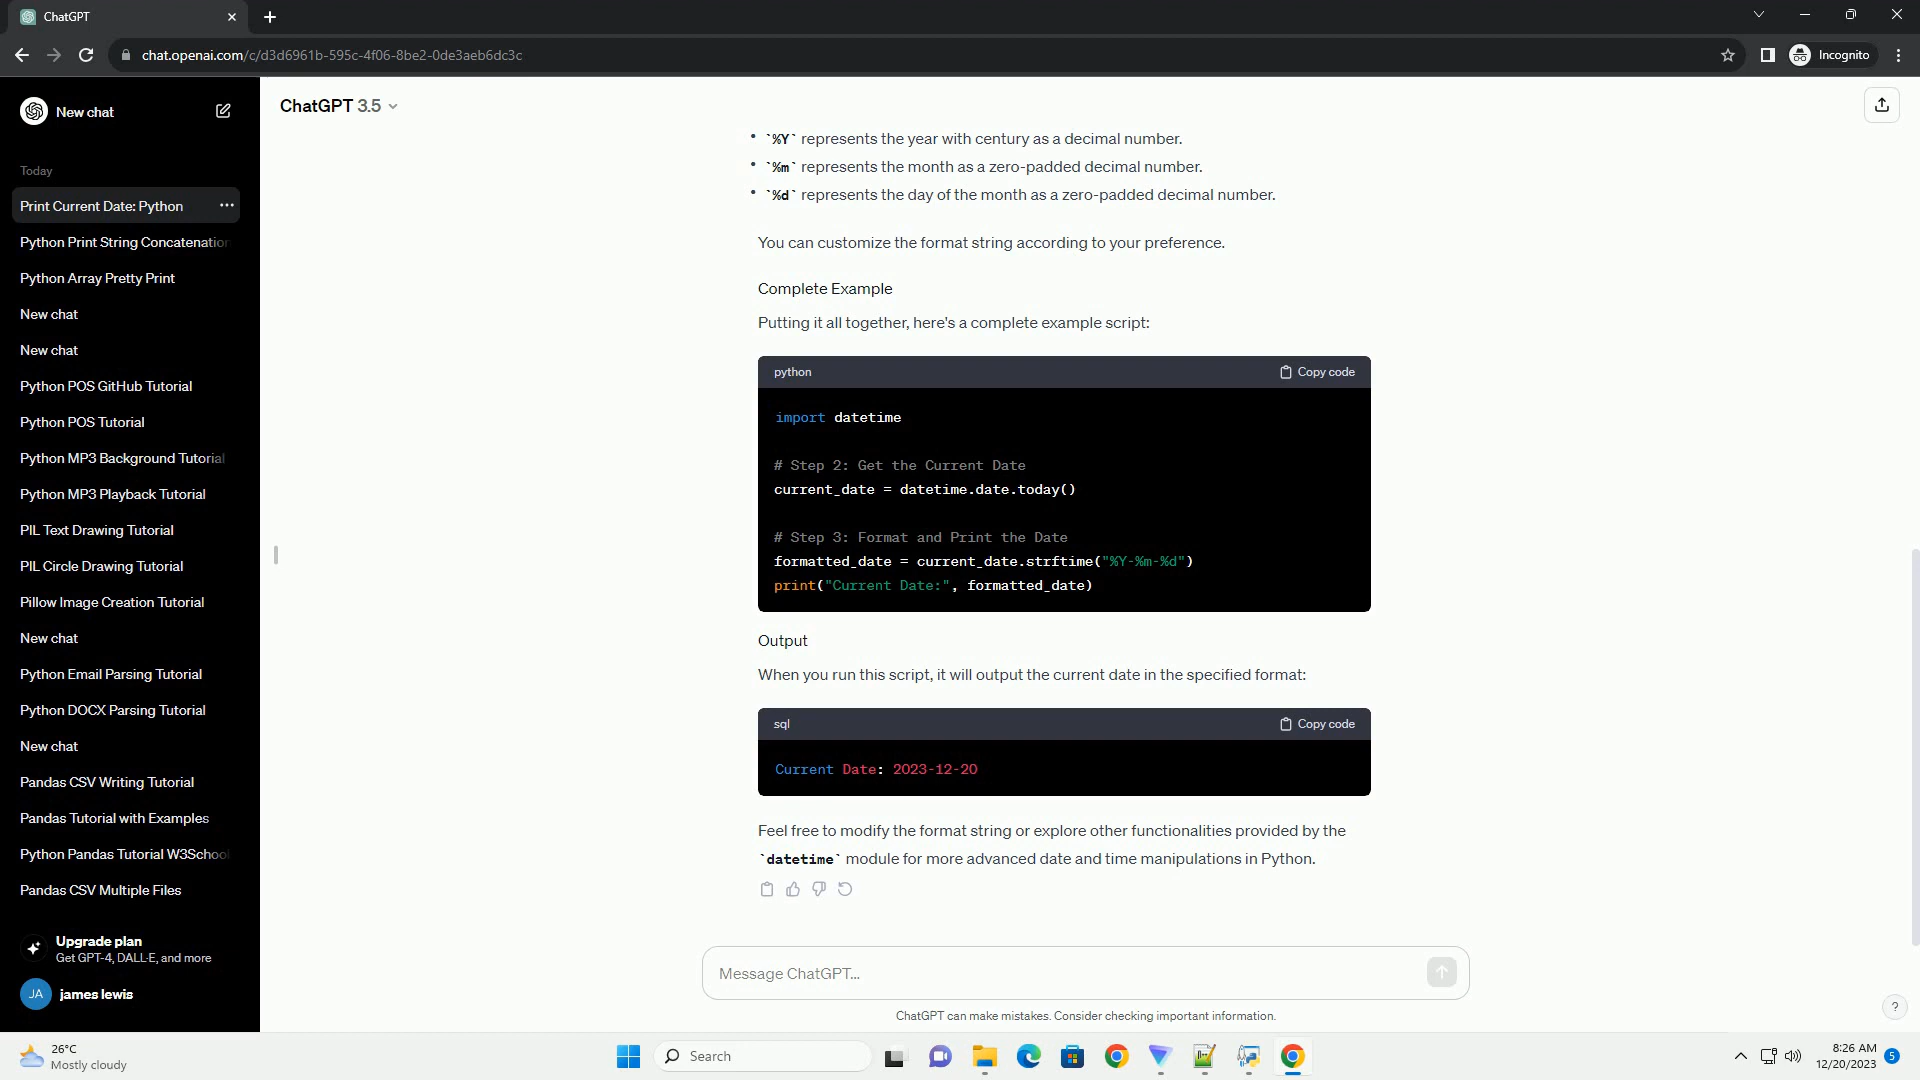 ChatGPT
chat.openai.com/c/d3d6961b-595c-4f06-8be2-0de3aeb6dc3c
Incognito
New chat
Today
Print Current Date: Python
Python Print String Concatenation
Python Array Pretty Print
New chat
New chat
Python POS GitHub Tutorial
Python POS Tutorial
Python MP3 Background Tutorial
Python MP3 Playback Tutorial
PIL Text Drawing Tutorial
PIL Circle Drawing Tutorial
Pillow Image Creation Tutorial
New chat
Python Email Parsing Tutorial
Python DOCX Parsing Tutorial
New chat
Pandas CSV Writing Tutorial
Pandas Tutorial with Examples
Python Pandas Tutorial W3School
Pandas CSV Multiple Files
Upgrade plan
Get GPT-4, DALL·E, and more
JA james lewis
ChatGPT 3.5
• `%Y` represents the year with century as a decimal number.
• `%m` represents the month as a zero-padded decimal number.
• `%d` represents the day of the month as a zero-padded decimal number.
You can customize the format string according to your preference.
Complete Example
Putting it all together, here's a complete example script:
python Copy code
import datetime
# Step 2: Get the Current Date
current_date = datetime.date.today()
# Step 3: Format and Print the Date
formatted_date = current_date.strftime("%Y-%m-%d")
print("Current Date:", formatted_date)
Output
When you run this script, it will output the current date in the specified format:
sql Copy code
Current Date: 2023-12-20
Feel free to modify the format string or explore other functionalities provided by the
`datetime` module for more advanced date and time manipulations in Python.
Message ChatGPT...
ChatGPT can make mistakes. Consider checking important information.
?
26°C
Mostly cloudy
Search
8:26 AM
12/20/2023
5